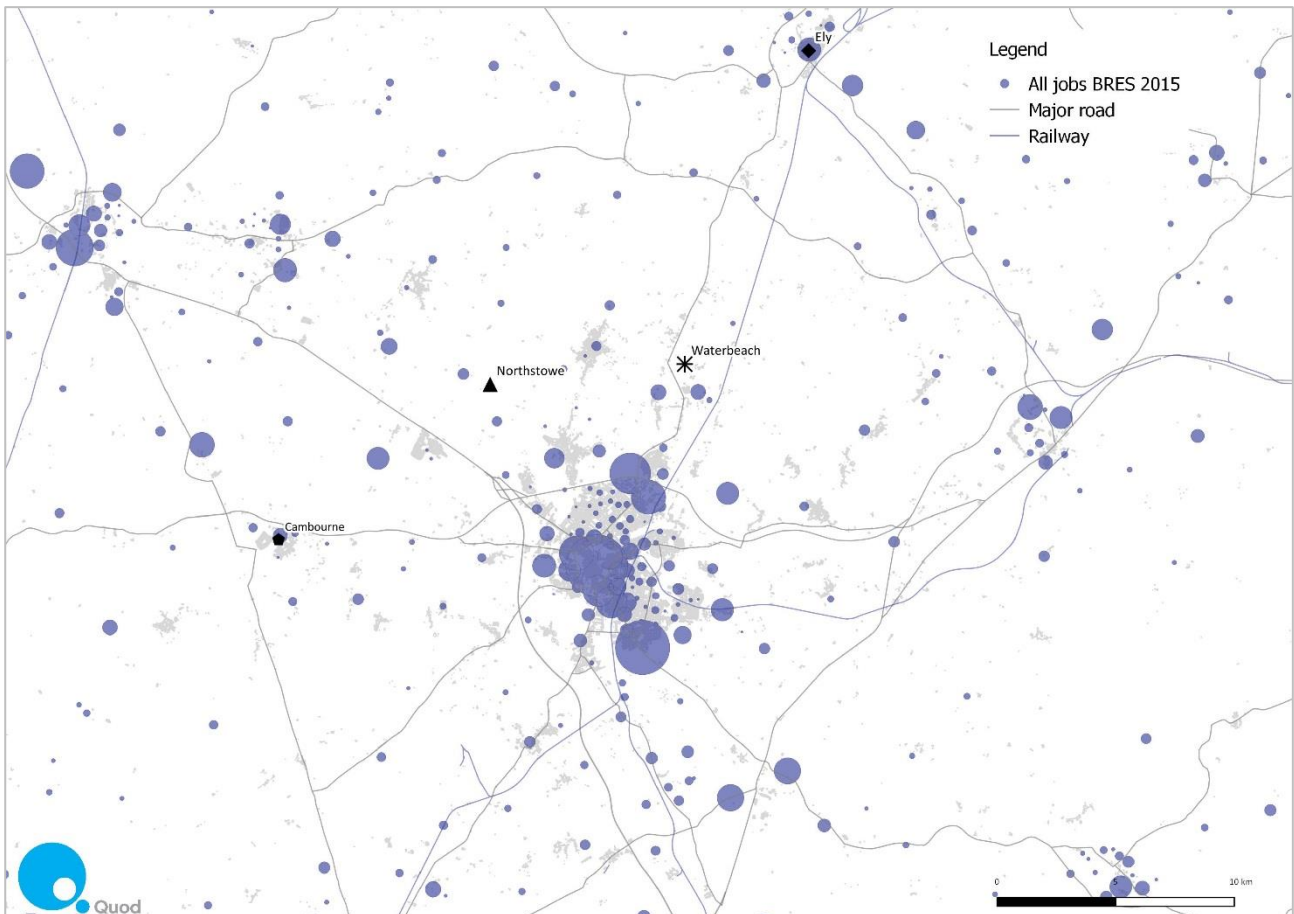 Ely
Legend
All jobs BRES 2015
Major road
Railway
Waterbeach
Northstowe
Cambourne
0 5 10 km
Quod